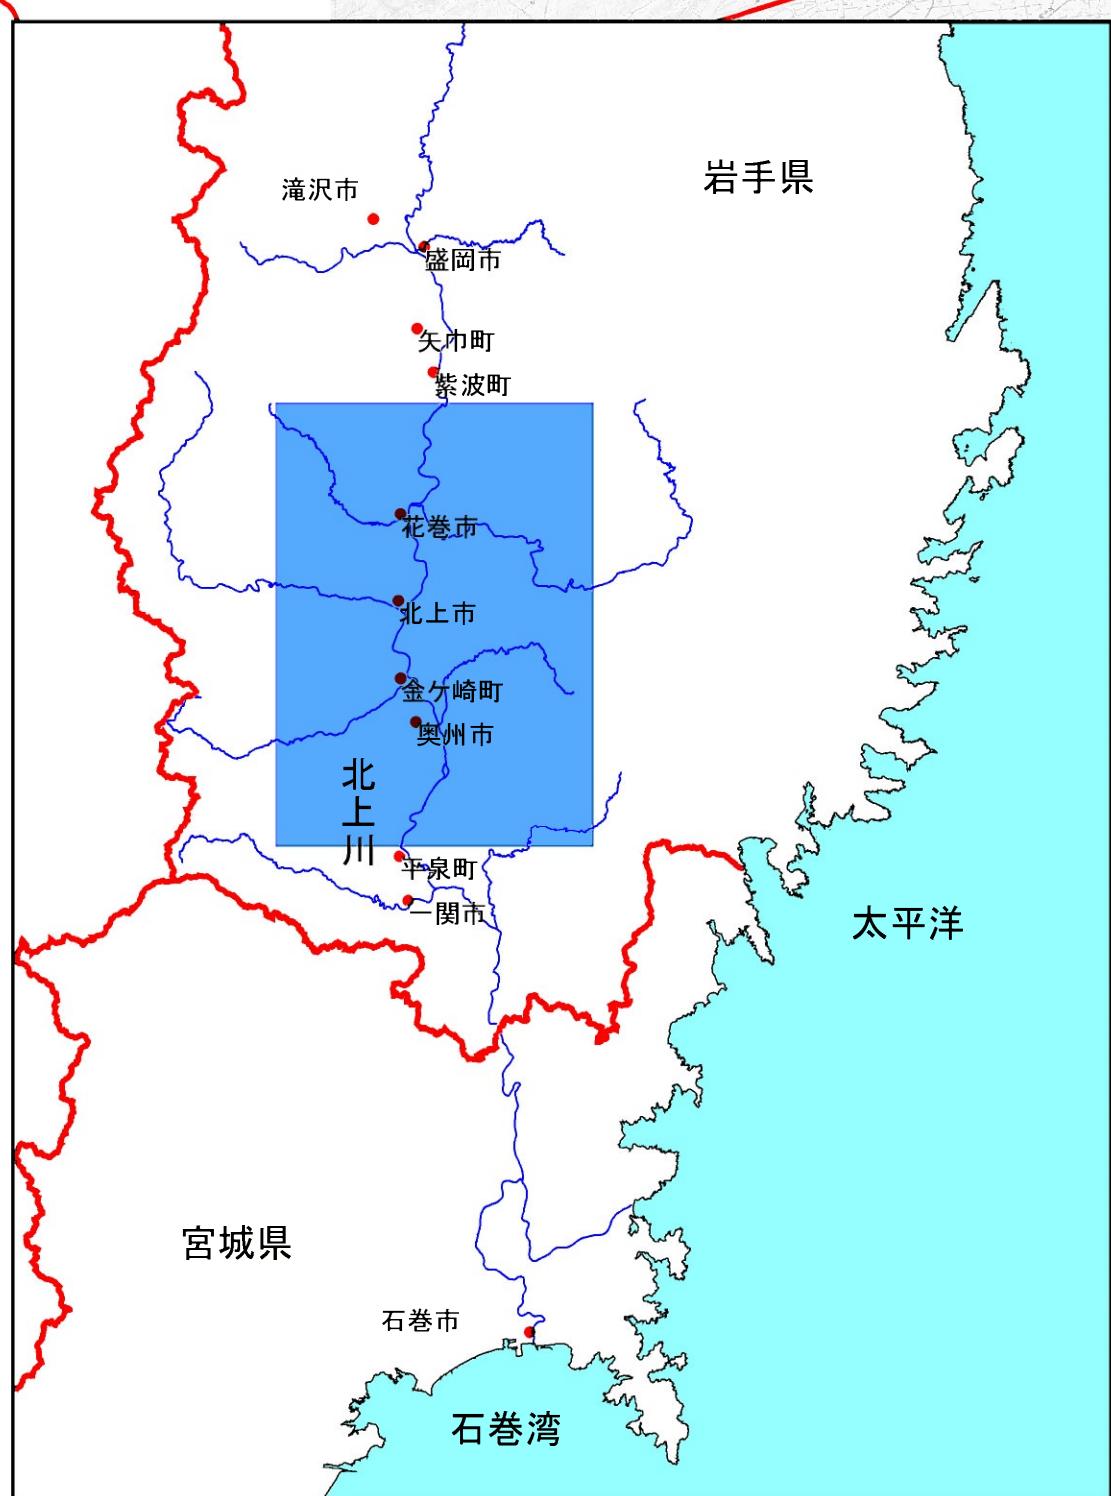 岩手県
滝沢市
盛岡市
矢巾町
紫波町
花巻市
北上市
金ケ崎町
奥州市
北上川
平泉町
一関市
太平洋
宮城県
石巻市
石巻湾